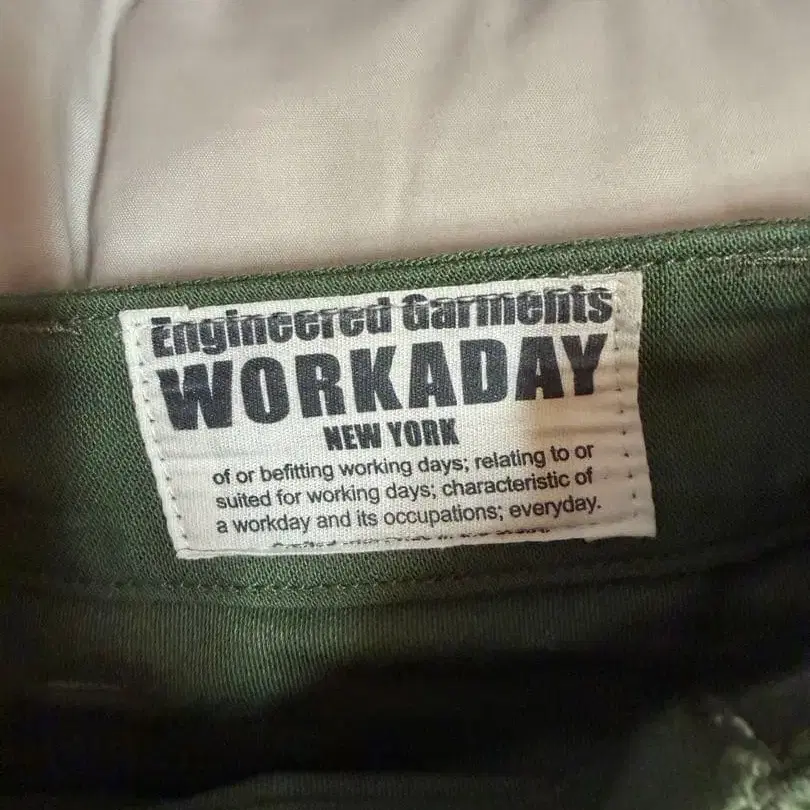 Engineered Garments
WORKADAY
NEW YORK
of or befitting working days; relating to or
suited for working days; characteristic of
a workday and its occupations; everyday.